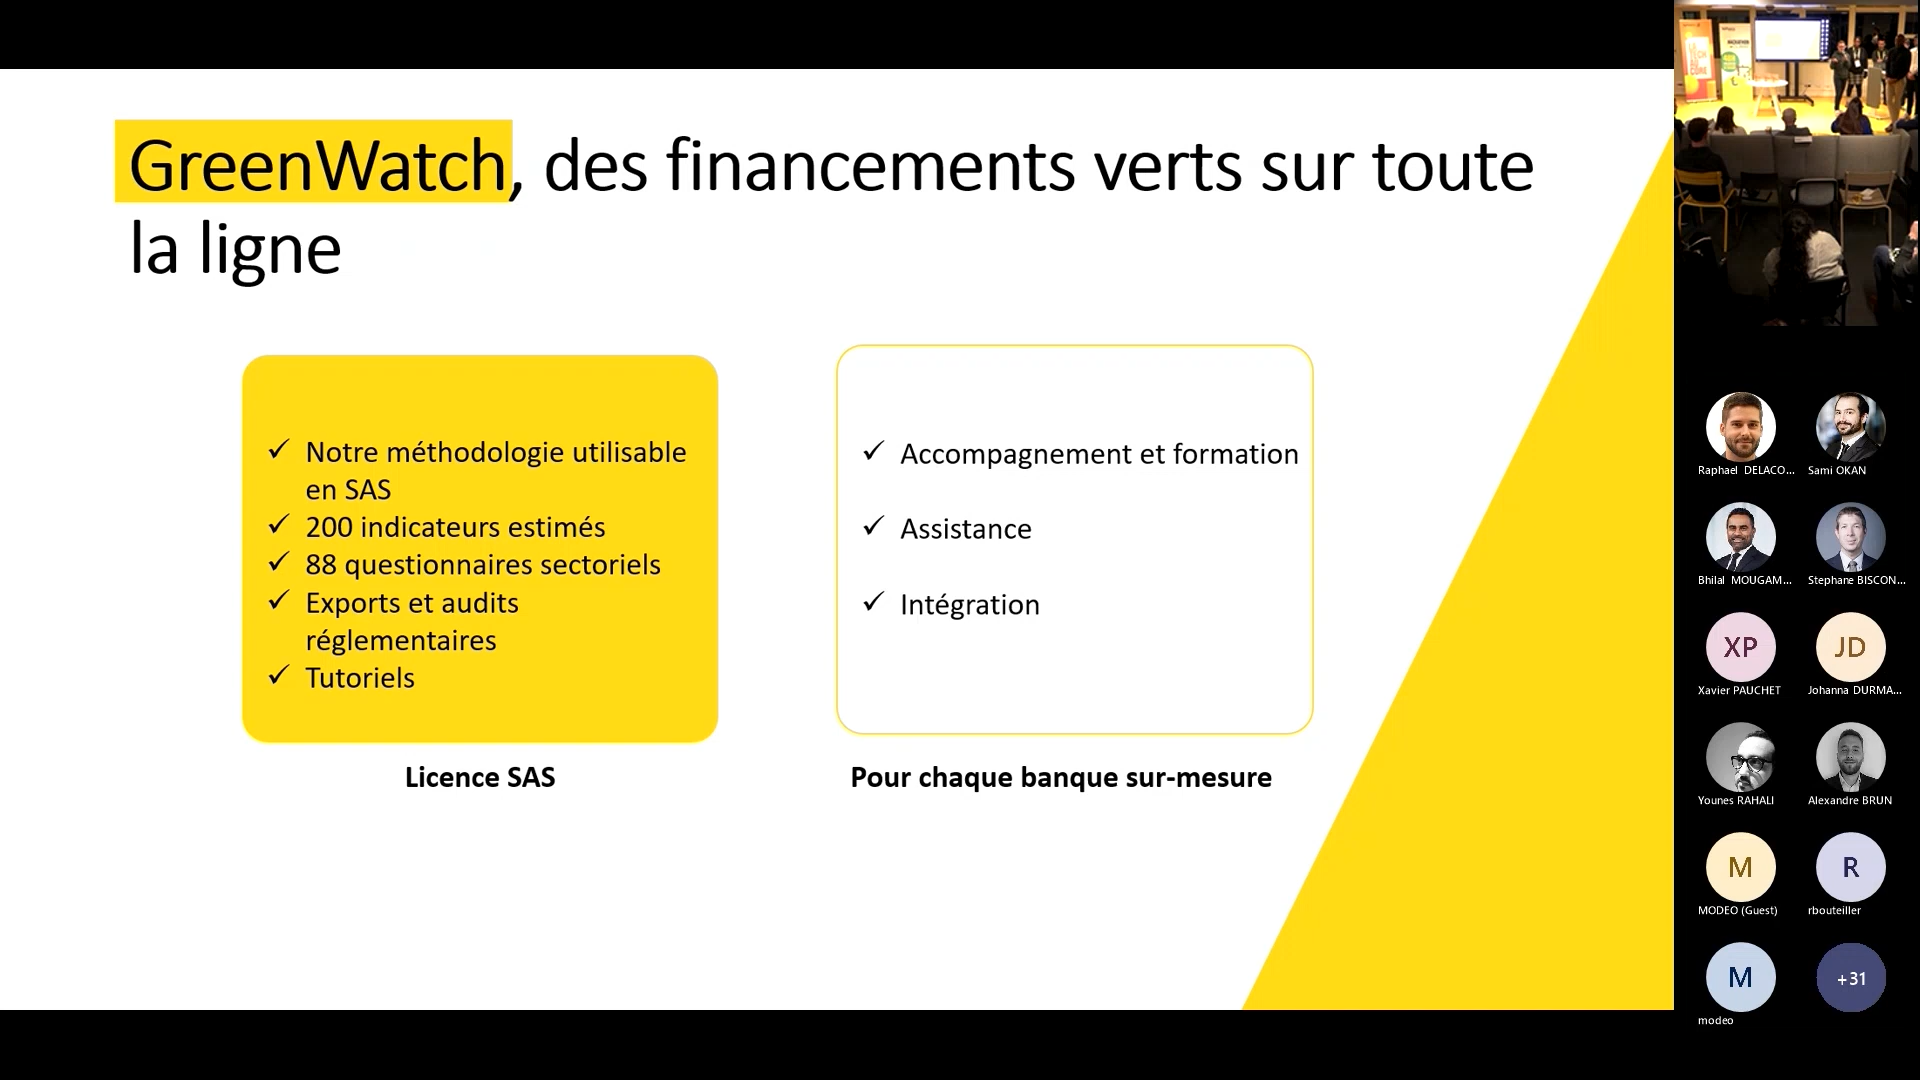 GreenWatch, des financements verts sur toute
la ligne
✓ Notre méthodologie utilisable
en SAS
✓ 200 indicateurs estimés
✓ 88 questionnaires sectoriels
✓ Exports et audits
réglementaires
✓ Tutoriels
Licence SAS
✓ Accompagnement et formation
✓ Assistance
✓ Intégration
Pour chaque banque sur-mesure
Raphael DELACO...
Sami OKAN
Bhilal MOUGAM...
Stephane BISCON...
XP
Xavier PAUCHET
JD
Johanna DURMA...
Younes RAHALI
Alexandre BRUN
M
MODEO (Guest)
R
rbouteiller
M
modeo
+31